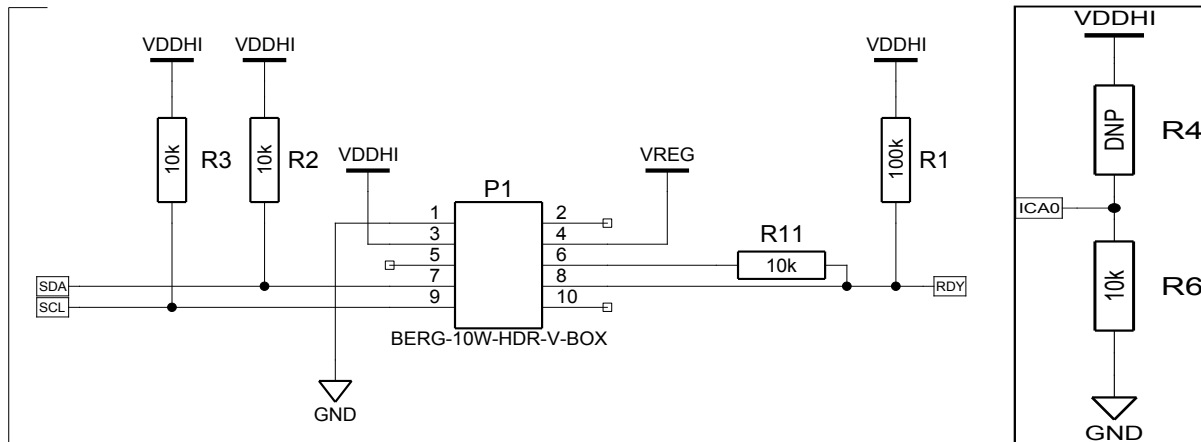 VDDHI VDDHI VDDHI VDDHI
10k R3 10k R2 VDDHI VREG 100k R1 DNP R4
P1
1 2 ICA0
3 4 R11
5 6 10k
SDA 7 8 RDY
SCL 9 10 10k R6
BERG-10W-HDR-V-BOX
GND GND